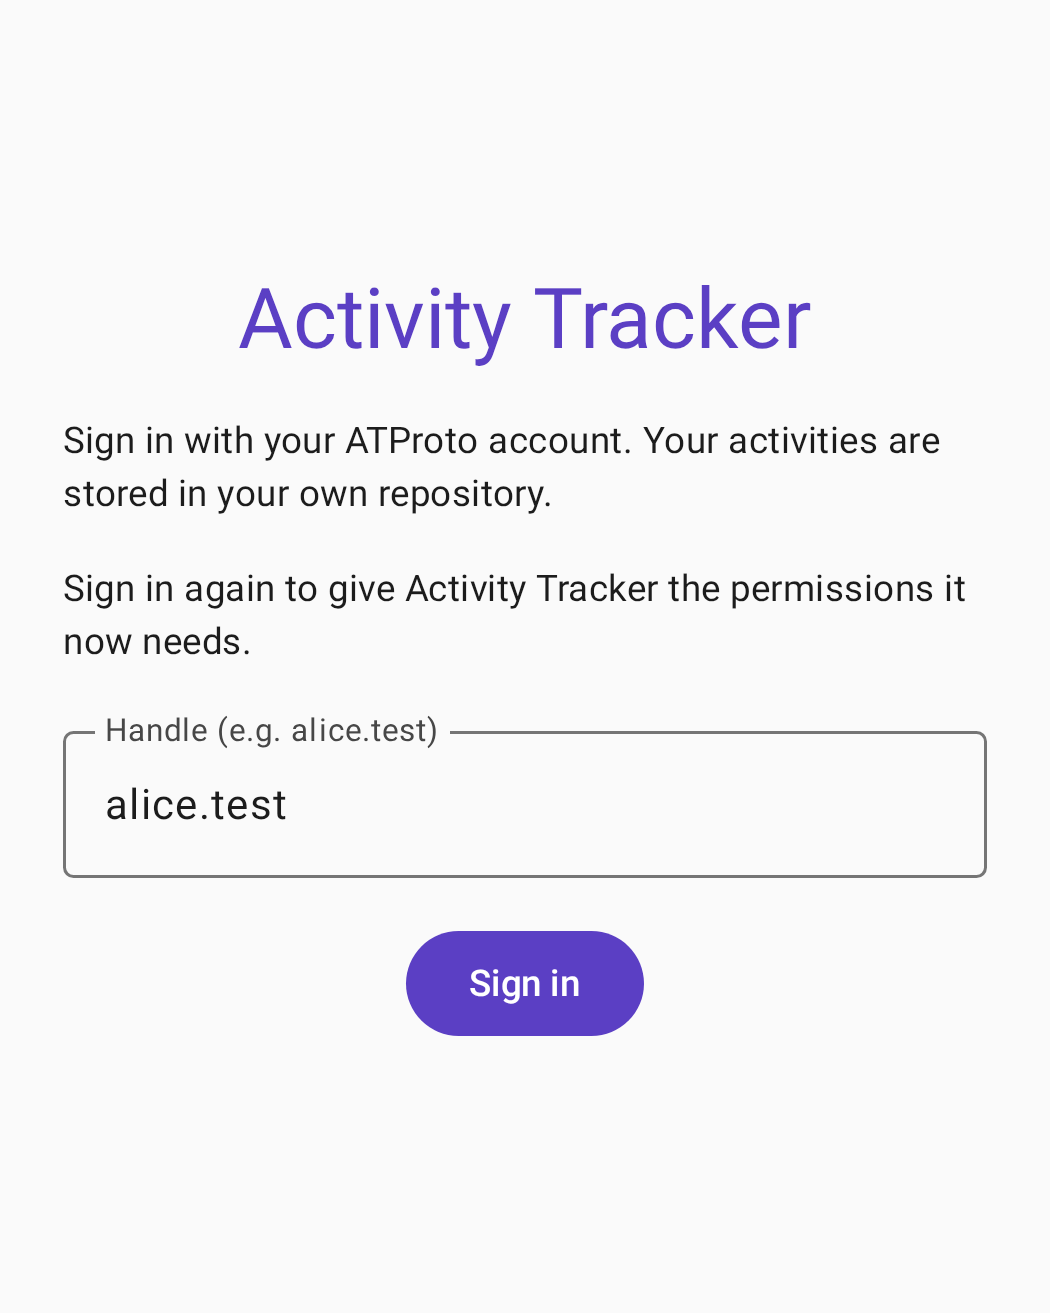 Activity Tracker
Sign in with your ATProto account. Your activities are
stored in your own repository.
Sign in again to give Activity Tracker the permissions it
now needs.
Handle (e.g. alice.test)
alice.test
Sign in